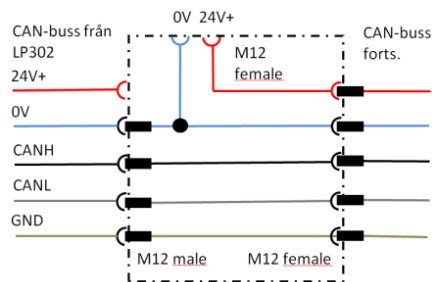 0V 24V+
CAN-buss från
LP302
M12
female
CAN-buss
forts.
24V+
0V
CANH
CANL
GND
M12 male
M12 female